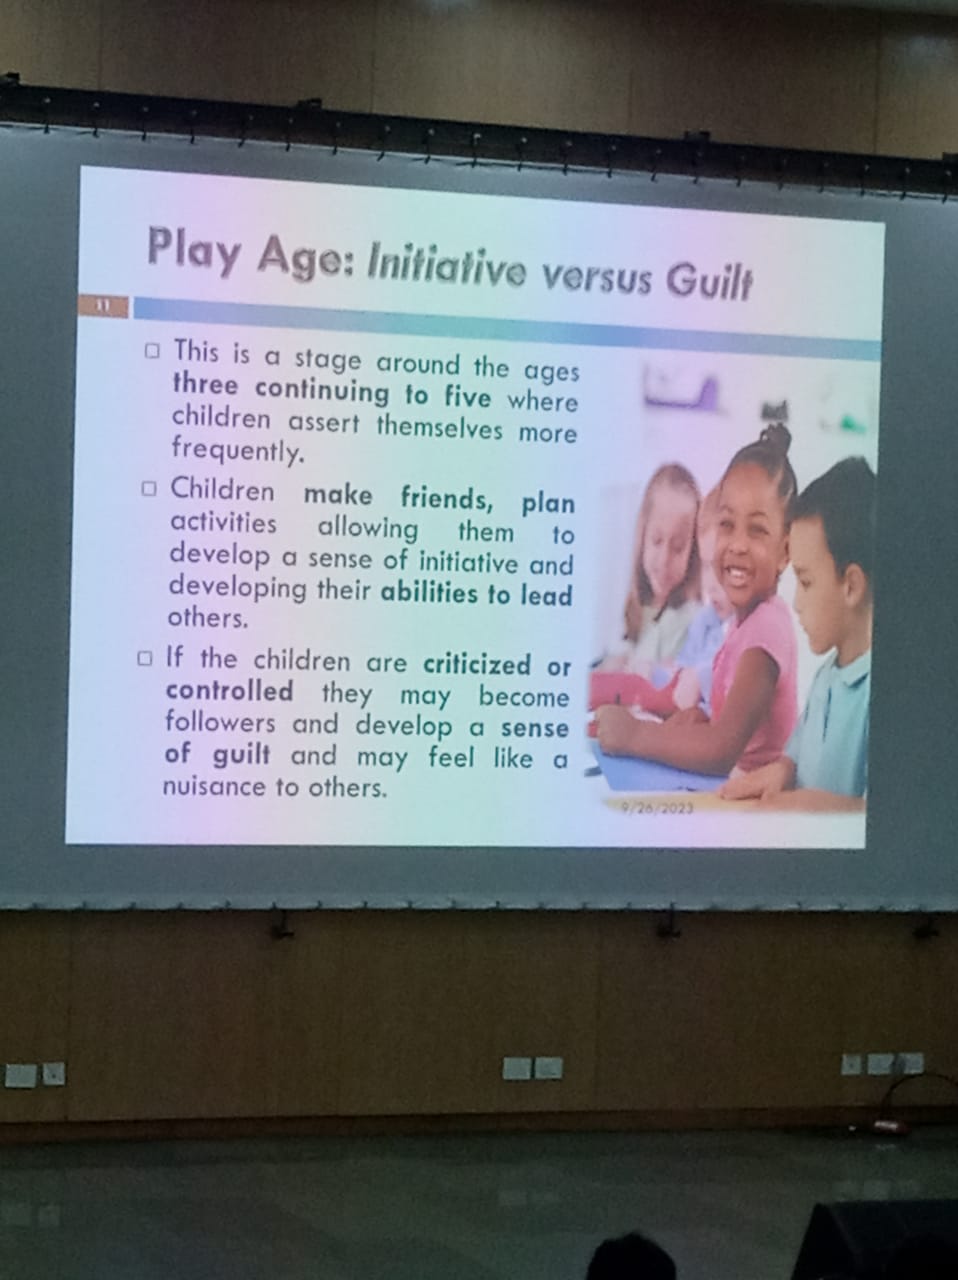 Play Age: Initiative versus Guilt
11
This is a stage around the ages
three continuing to five where
children assert themselves more
frequently.
Children make friends, plan
activities allowing them to
develop a sense of initiative and
developing their abilities to lead
others.
If the children are criticized or
controlled they may become
followers and develop a sense
of guilt and may feel like a
nuisance to others.
9/26/2023